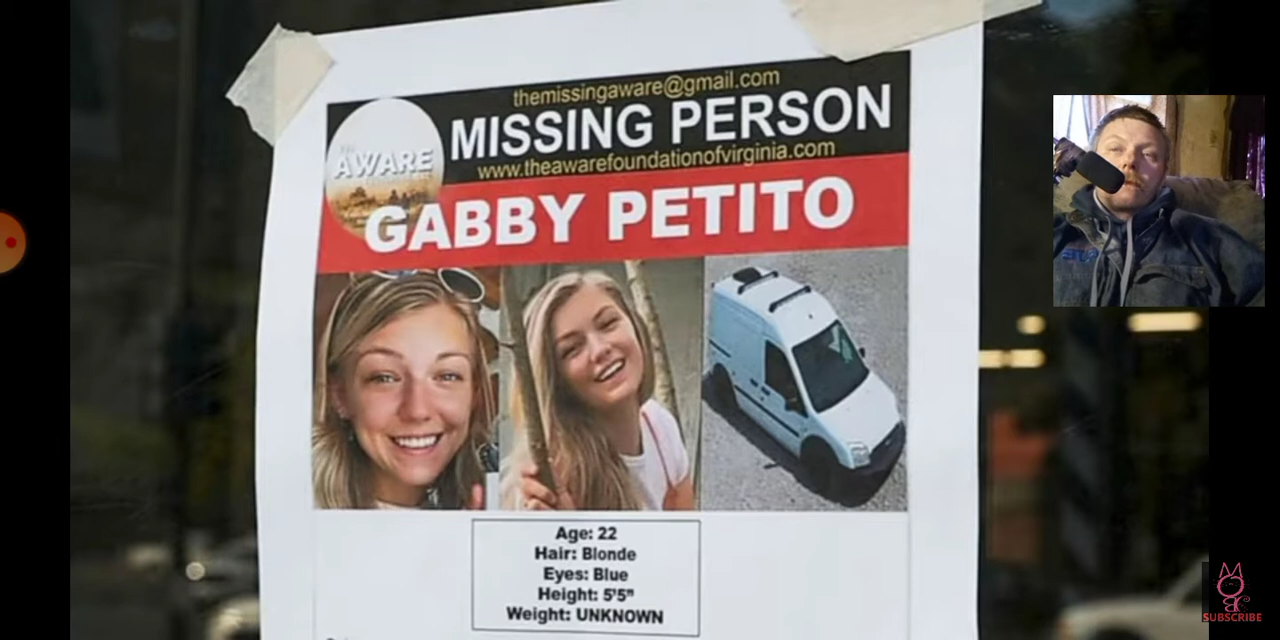 themissingaware@gmail.com
MISSING PERSON
www.theawarefoundationofvirginia.com
AWARE
GABBY PETITO
Age: 22
Hair: Blonde
Eyes: Blue
Height: 5'5"
Weight: UNKNOWN
SUBSCRIBE